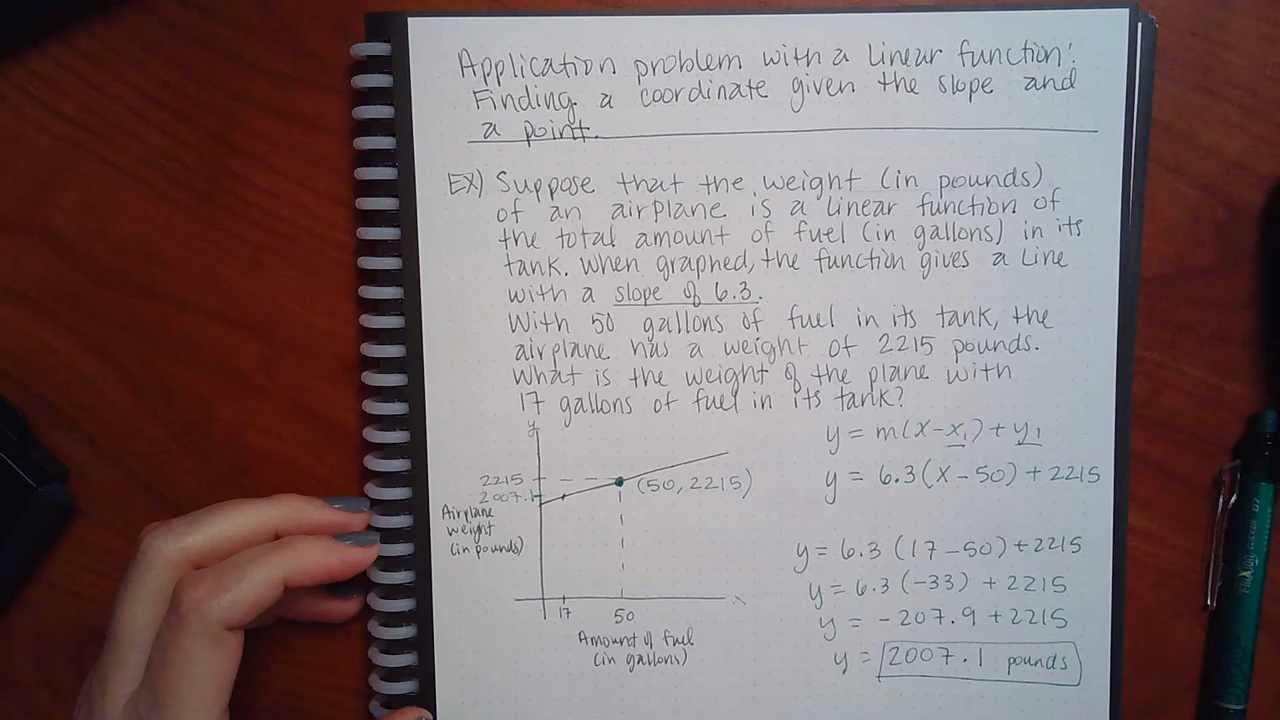 Application problem with a linear function:
Finding a coordinate given the slope and
a point.
EX) Suppose that the weight (in pounds)
of an airplane is a linear function of
the total amount of fuel (in gallons) in its
tank. When graphed, the function gives a line
with a slope of 6.3.
With 50 gallons of fuel in its tank, the
airplane has a weight of 2215 pounds.
What is the weight of the plane with
17 gallons of fuel in its tank?
y
2215
2007.1
(50, 2215)
Airplane
weight
(in pounds)
17
50
x
Amount of fuel
(in gallons)
y = m(x-x₁) + y₁
y = 6.3(x-50) + 2215
y = 6.3 (17-50) + 2215
y = 6.3 (-33) + 2215
y = -207.9 + 2215
y = 2007.1 pounds